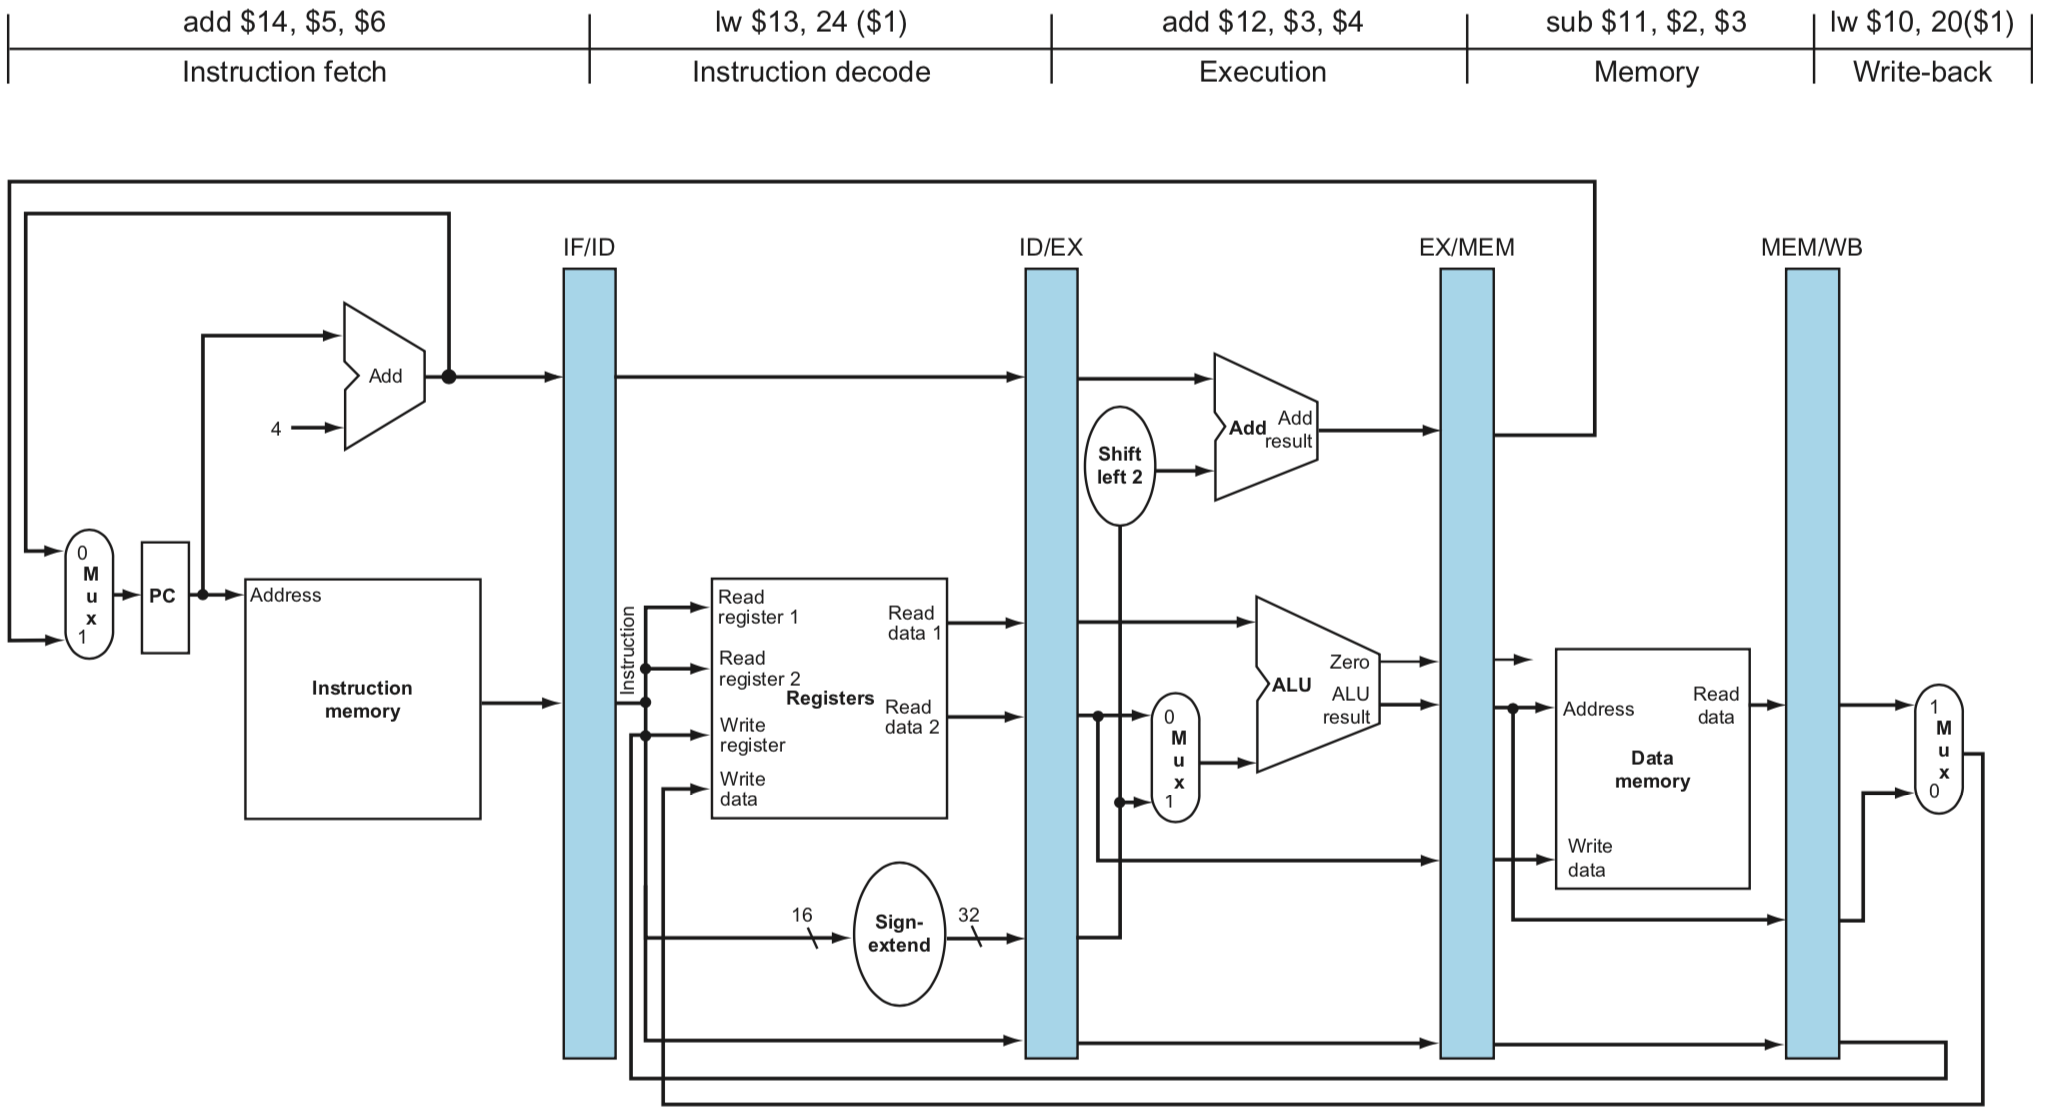 add $14, $5, $6
lw $13, 24 ($1)
add $12, $3, $4
sub $11, $2, $3
lw $10, 20($1)
Instruction fetch
Instruction decode
Execution
Memory
Write-back
IF/ID
ID/EX
EX/MEM
MEM/WB
Add
4
0
M
u
x
1
PC
Address
Instruction
memory
Instruction
Read
register 1
Read
register 2
Write
register
Write
data
Registers
Read
data 1
Read
data 2
16
Sign-
extend
32
Shift
left 2
Add
Add
result
0
M
u
x
1
ALU
Zero
ALU
result
Address
Read
data
Data
memory
Write
data
1
M
u
x
0